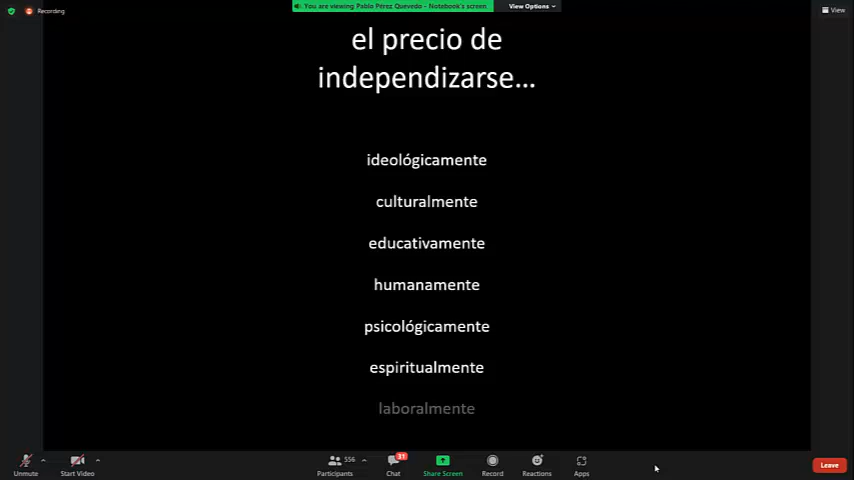 Recording
You are viewing Pablo Pérez Quevedo - Notebook's screen
View Options
View
el precio de
independizarse...
ideológicamente
culturalmente
educativamente
humanamente
psicológicamente
espiritualmente
laboralmente
Unmute
Start Video
556
Participants
31
Chat
Share Screen
Record
Reactions
Apps
Leave